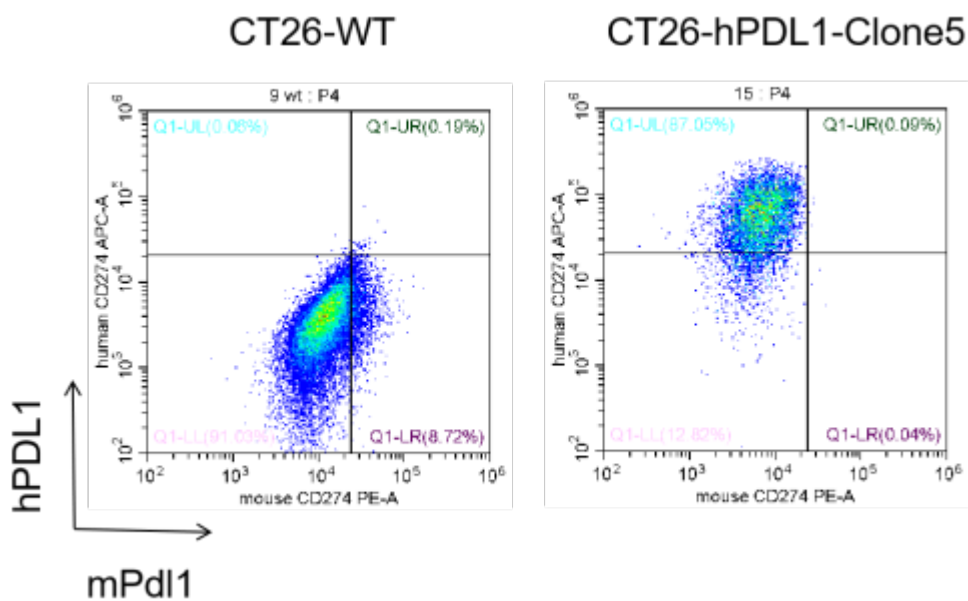 CT26-WT
CT26-hPDL1-Clone5
9 wt : P4
15 : P4
Q1-UL(0.06%)
Q1-UR(0.19%)
Q1-UL(87.05%)
Q1-UR(0.09%)
10^6
10^5
10^4
10^3
10^2
human CD274 APC-A
10^6
10^5
10^4
10^3
10^2
human CD274 APC-A
Q1-LL(91.03%)
Q1-LR(8.72%)
Q1-LL(12.82%)
Q1-LR(0.04%)
10^2 10^3 10^4 10^5 10^6
10^2 10^3 10^4 10^5 10^6
mouse CD274 PE-A
mouse CD274 PE-A
hPDL1
mPdl1